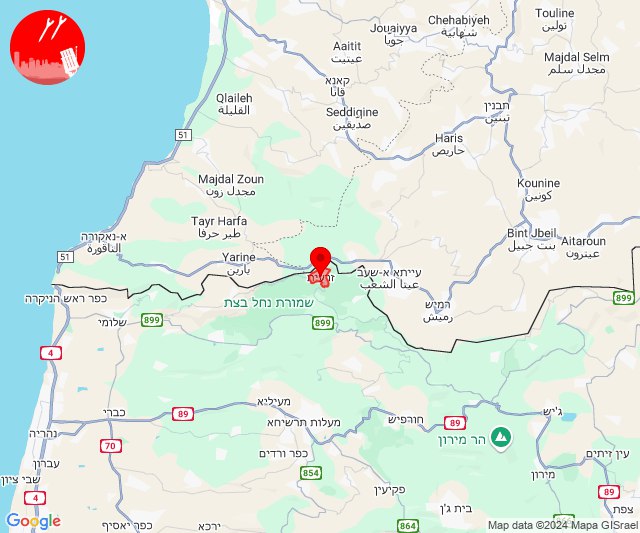 Touline
تولين
Chehabiyeh
شهابية
Jouaiyya
جويا
Aaitit
عيتيت
Majdal Selm
مجدل سلم
קאנא
قانا
Qlaileh
القليلة
תבנין
تبنين
Seddiqine
صديقين
51
Haris
حاريص
Majdal Zoun
مجدل زون
Kounine
كونين
Tayr Harfa
طير حرفا
א-נאקורה
الناقورة
Bint Jbeil
بنت جبيل
Aitaroun
عيترون
51
Yarine
يارين
עייתא א-שעב
عيتا الشعب
כפר ראש הניקרה
שמורת נחל בצת
רמיש
رميش
899
שלומי
899
899
4
מעיליא
כברי
89
מעלות תרשיחא
חורפיש
89
ג'יש
נהריה
70
הר מירון
כפר ורדים
עין זיתים
עברון
854
מירון
שבי ציון
4
פקיעין
89
צפת
בית ג'ן
864
כפר יאסיף
ירכא
Google
Map data ©2024 Mapa GISrael